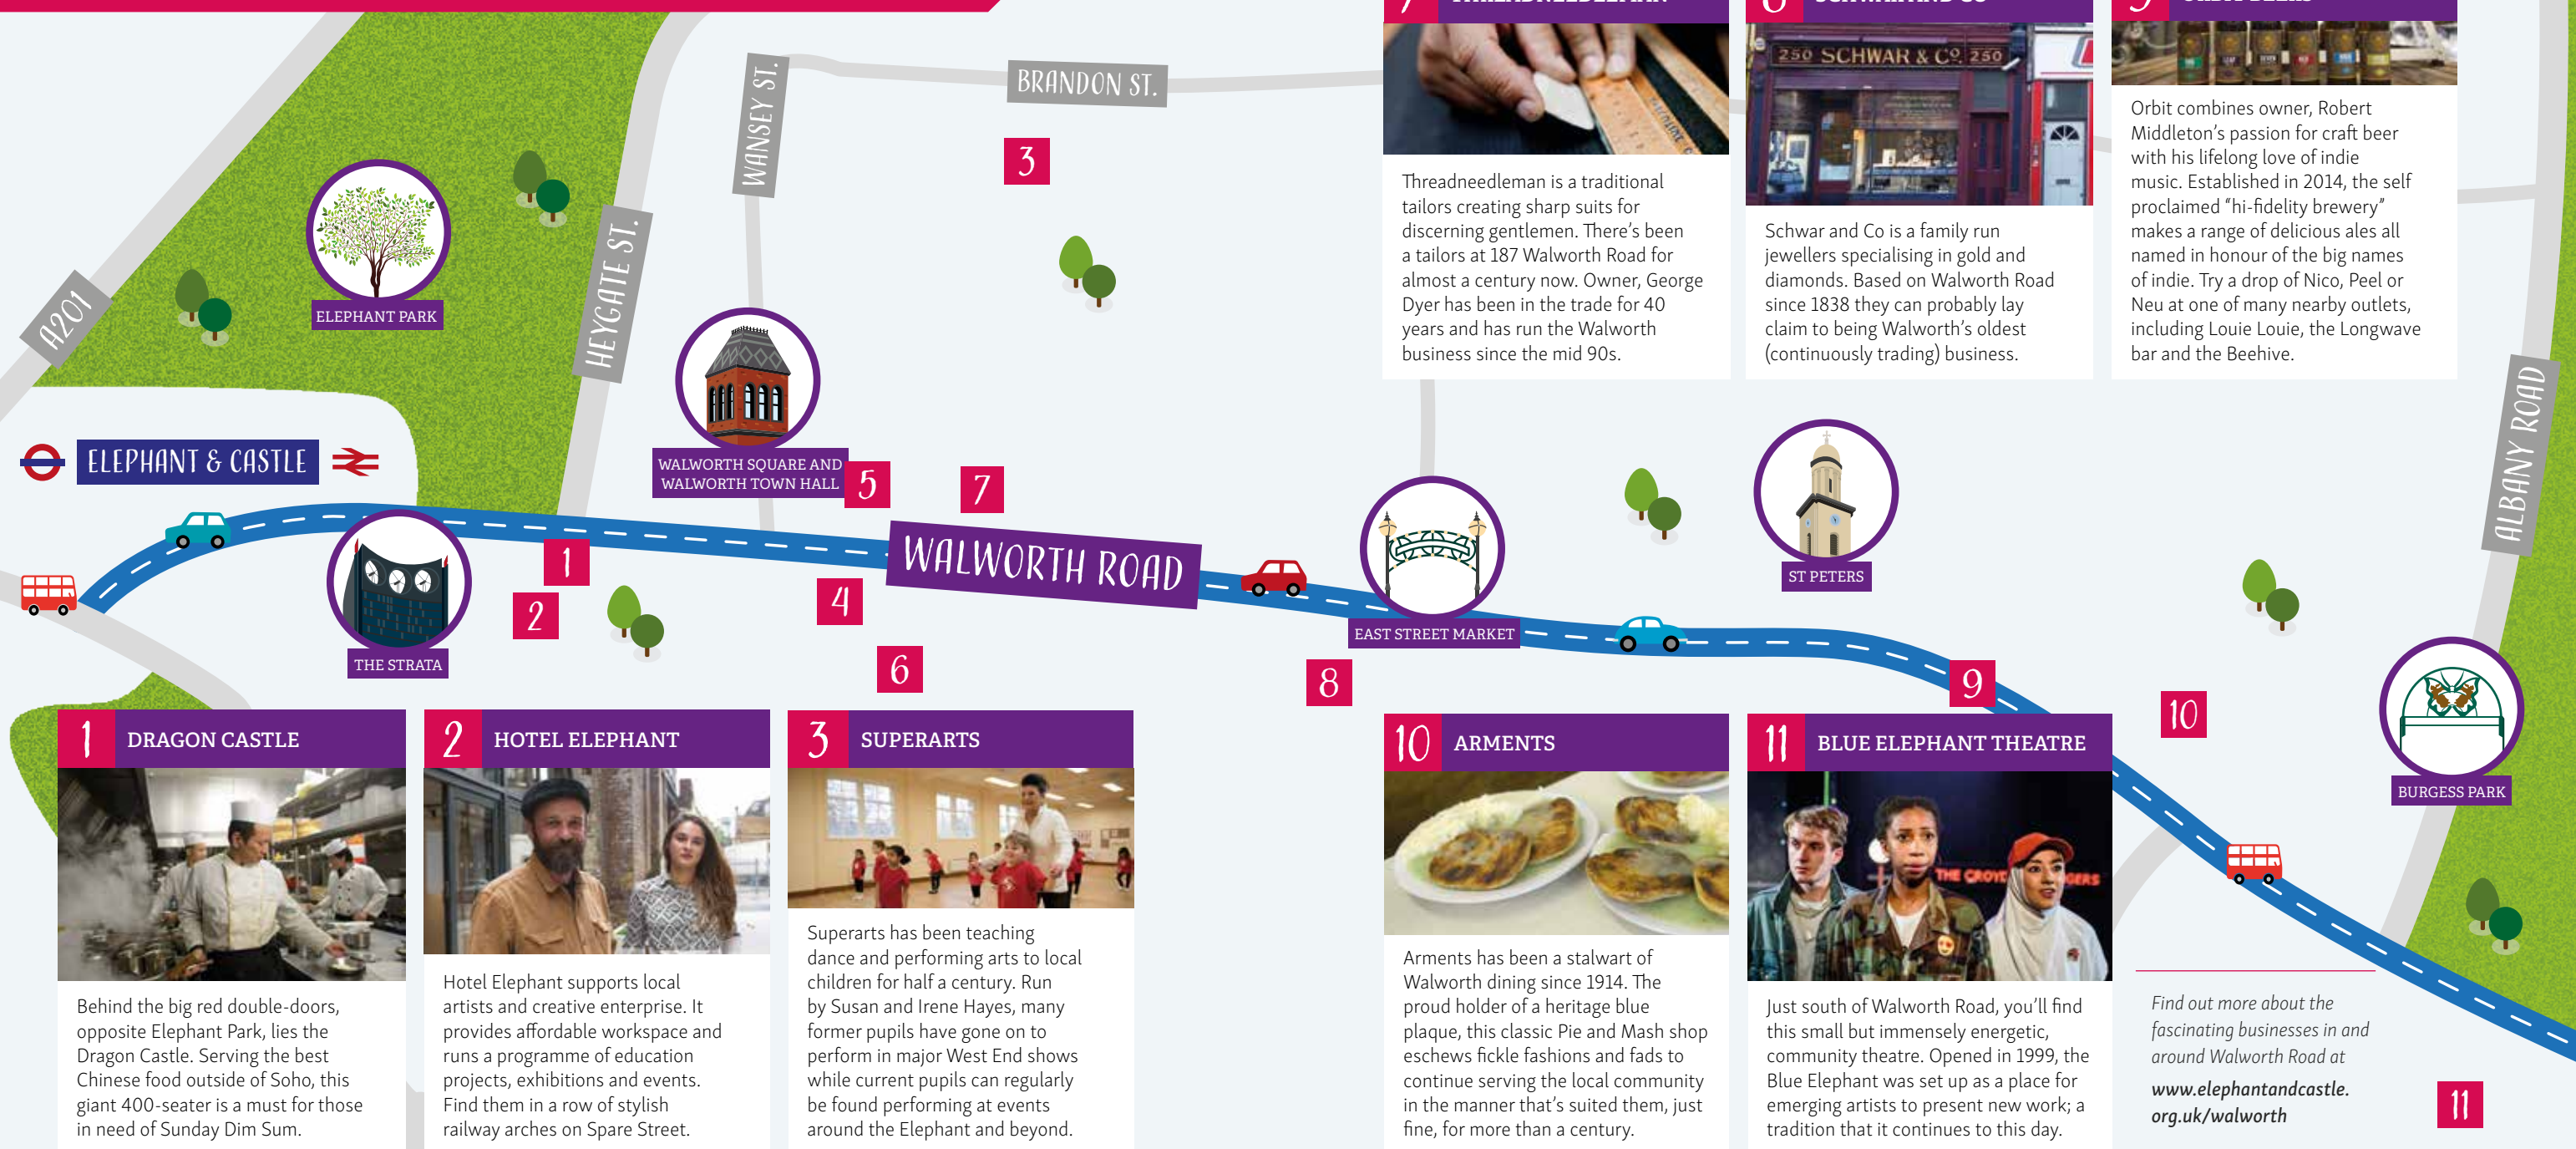 7
8
9
250 SCHWAR & CO. 250
Threadneedleman is a traditional
tailors creating sharp suits for
discerning gentlemen. There's been
a tailors at 187 Walworth Road for
almost a century now. Owner, George
Dyer has been in the trade for 40
years and has run the Walworth
business since the mid 90s.
Schwar and Co is a family run
jewellers specialising in gold and
diamonds. Based on Walworth Road
since 1838 they can probably lay
claim to being Walworth's oldest
(continuously trading) business.
Orbit combines owner, Robert
Middleton's passion for craft beer
with his lifelong love of indie
music. Established in 2014, the self
proclaimed "hi-fidelity brewery"
makes a range of delicious ales all
named in honour of the big names
of indie. Try a drop of Nico, Peel or
Neu at one of many nearby outlets,
including Louie Louie, the Longwave
bar and the Beehive.
WANSEY ST.
BRANDON ST.
3
A201
ELEPHANT PARK
HEYGATE ST.
ELEPHANT & CASTLE
WALWORTH SQUARE AND
WALWORTH TOWN HALL
5
7
ALBANY ROAD
WALWORTH ROAD
1
2
4
6
THE STRATA
EAST STREET MARKET
ST PETERS
8
9
10
BURGESS PARK
1 DRAGON CASTLE
Behind the big red double-doors,
opposite Elephant Park, lies the
Dragon Castle. Serving the best
Chinese food outside of Soho, this
giant 400-seater is a must for those
in need of Sunday Dim Sum.
2 HOTEL ELEPHANT
Hotel Elephant supports local
artists and creative enterprise. It
provides affordable workspace and
runs a programme of education
projects, exhibitions and events.
Find them in a row of stylish
railway arches on Spare Street.
3 SUPERARTS
Superarts has been teaching
dance and performing arts to local
children for half a century. Run
by Susan and Irene Hayes, many
former pupils have gone on to
perform in major West End shows
while current pupils can regularly
be found performing at events
around the Elephant and beyond.
10 ARMENTS
Arments has been a stalwart of
Walworth dining since 1914. The
proud holder of a heritage blue
plaque, this classic Pie and Mash shop
eschews fickle fashions and fads to
continue serving the local community
in the manner that's suited them, just
fine, for more than a century.
11 BLUE ELEPHANT THEATRE
THE CROYD
Just south of Walworth Road, you'll find
this small but immensely energetic,
community theatre. Opened in 1999, the
Blue Elephant was set up as a place for
emerging artists to present new work; a
tradition that it continues to this day.
Find out more about the
fascinating businesses in and
around Walworth Road at
www.elephantandcastle.
org.uk/walworth
11